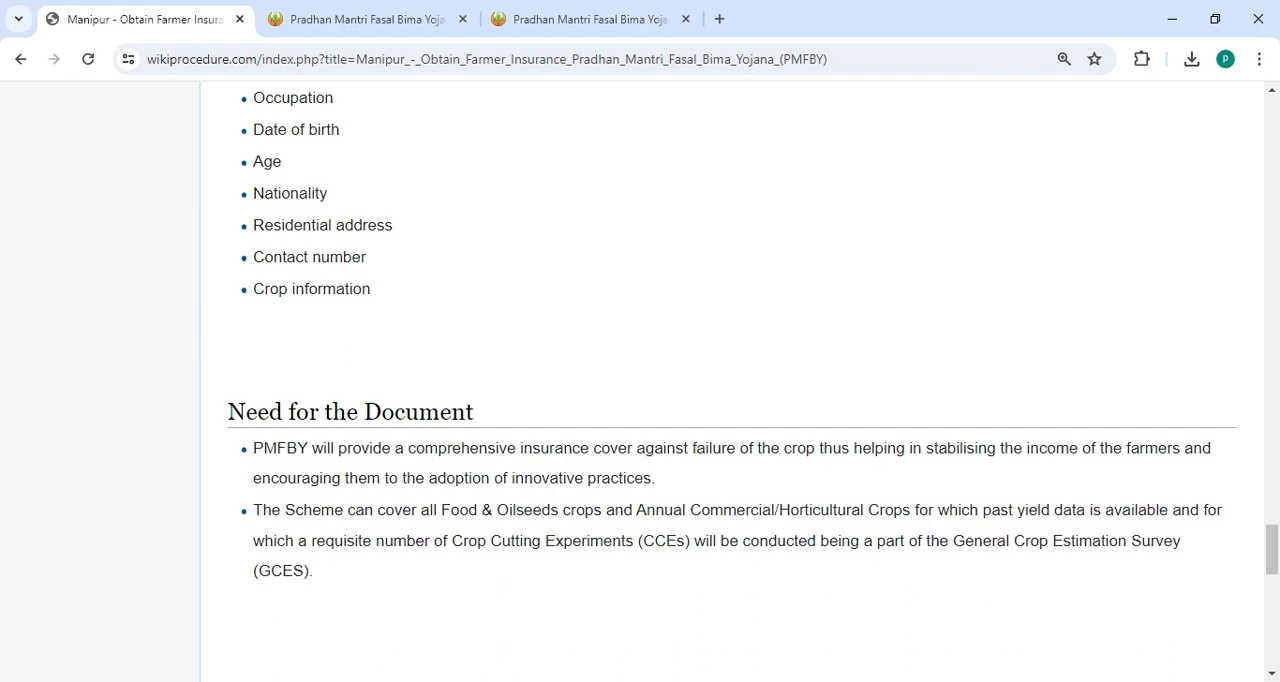 Manipur - Obtain Farmer Insura
Pradhan Mantri Fasal Bima Yoja
Pradhan Mantri Fasal Bima Yoja
wikiprocedure.com/index.php?title=Manipur_-_Obtain_Farmer_Insurance_Pradhan_Mantri_Fasal_Bima_Yojana_(PMFBY)
P
Occupation
Date of birth
Age
Nationality
Residential address
Contact number
Crop information
Need for the Document
PMFBY will provide a comprehensive insurance cover against failure of the crop thus helping in stabilising the income of the farmers and
encouraging them to the adoption of innovative practices.
The Scheme can cover all Food & Oilseeds crops and Annual Commercial/Horticultural Crops for which past yield data is available and for
which a requisite number of Crop Cutting Experiments (CCEs) will be conducted being a part of the General Crop Estimation Survey
(GCES).